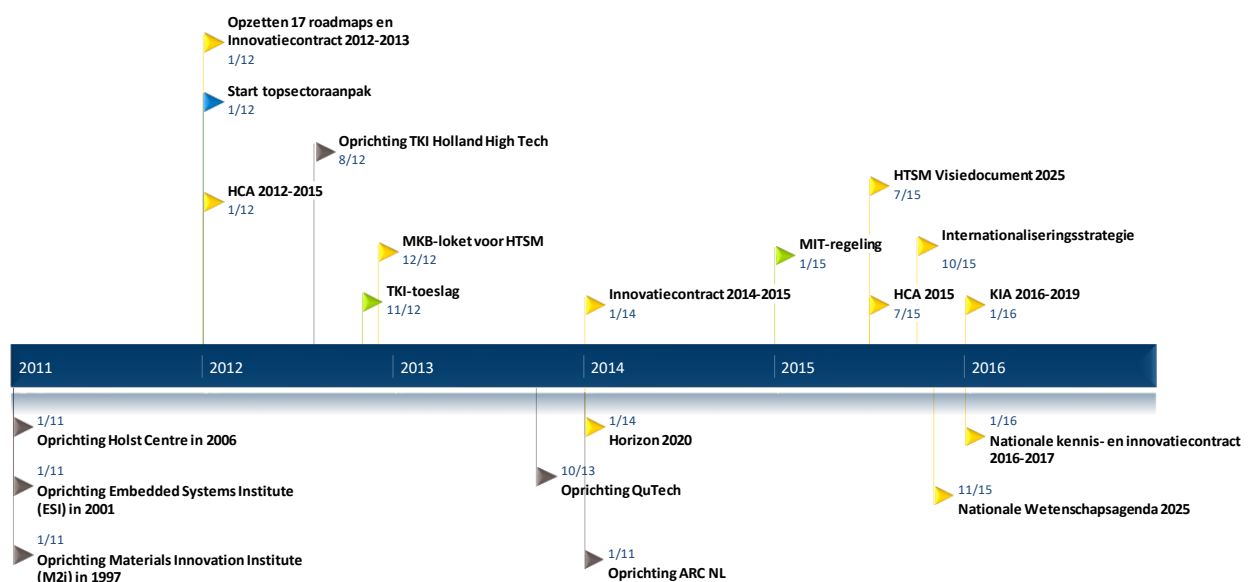 Opzetten 17 roadmaps en
Innovatiecontract 2012-2013
1/12
Start topsectoraanpak
1/12
Oprichting TKI Holland High Tech
8/12
HCA 2012-2015
1/12
HTSM Visiedocument 2025
7/15
MKB-loket voor HTSM
12/12
MIT-regeling
1/15
Internationaliseringsstrategie
10/15
TKI-toeslag
11/12
Innovatiecontract 2014-2015
1/14
HCA 2015
7/15
KIA 2016-2019
1/16
2011
2012
2013
2014
2015
2016
1/11
Oprichting Holst Centre in 2006
1/14
Horizon 2020
1/16
Nationale kennis- en innovatiecontract
2016-2017
1/11
Oprichting Embedded Systems Institute
(ESI) in 2001
10/13
Oprichting QuTech
11/15
Nationale Wetenschapsagenda 2025
1/11
Oprichting Materials Innovation Institute
(M2i) in 1997
1/11
Oprichting ARC NL